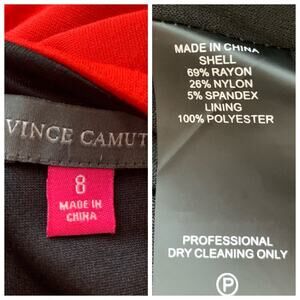 VINCE CAMUT
8
MADE IN
CHINA
MADE IN CHINA
SHELL
69% RAYON
26% NYLON
5% SPANDEX
LINING
100% POLYESTER
PROFESSIONAL
DRY CLEANING ONLY
P